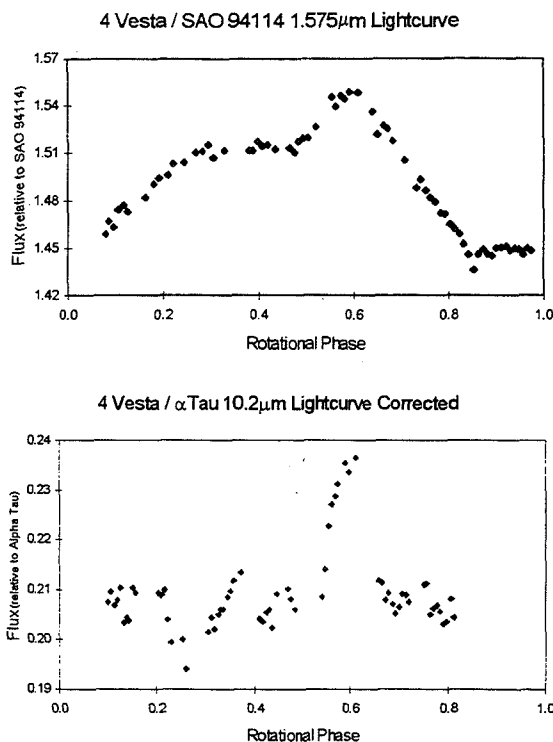 4 Vesta / SAO 94114 1.575μm Lightcurve
1.57
1.54
1.51
1.48
1.45
1.42
Flux (relative to SAO 94114)
0.0 0.2 0.4 0.6 0.8 1.0
Rotational Phase
4 Vesta / αTau 10.2μm Lightcurve Corrected
0.24
0.23
0.22
0.21
0.20
0.19
Flux (relative to Alpha Tau)
0.0 0.2 0.4 0.6 0.8 1.0
Rotational Phase